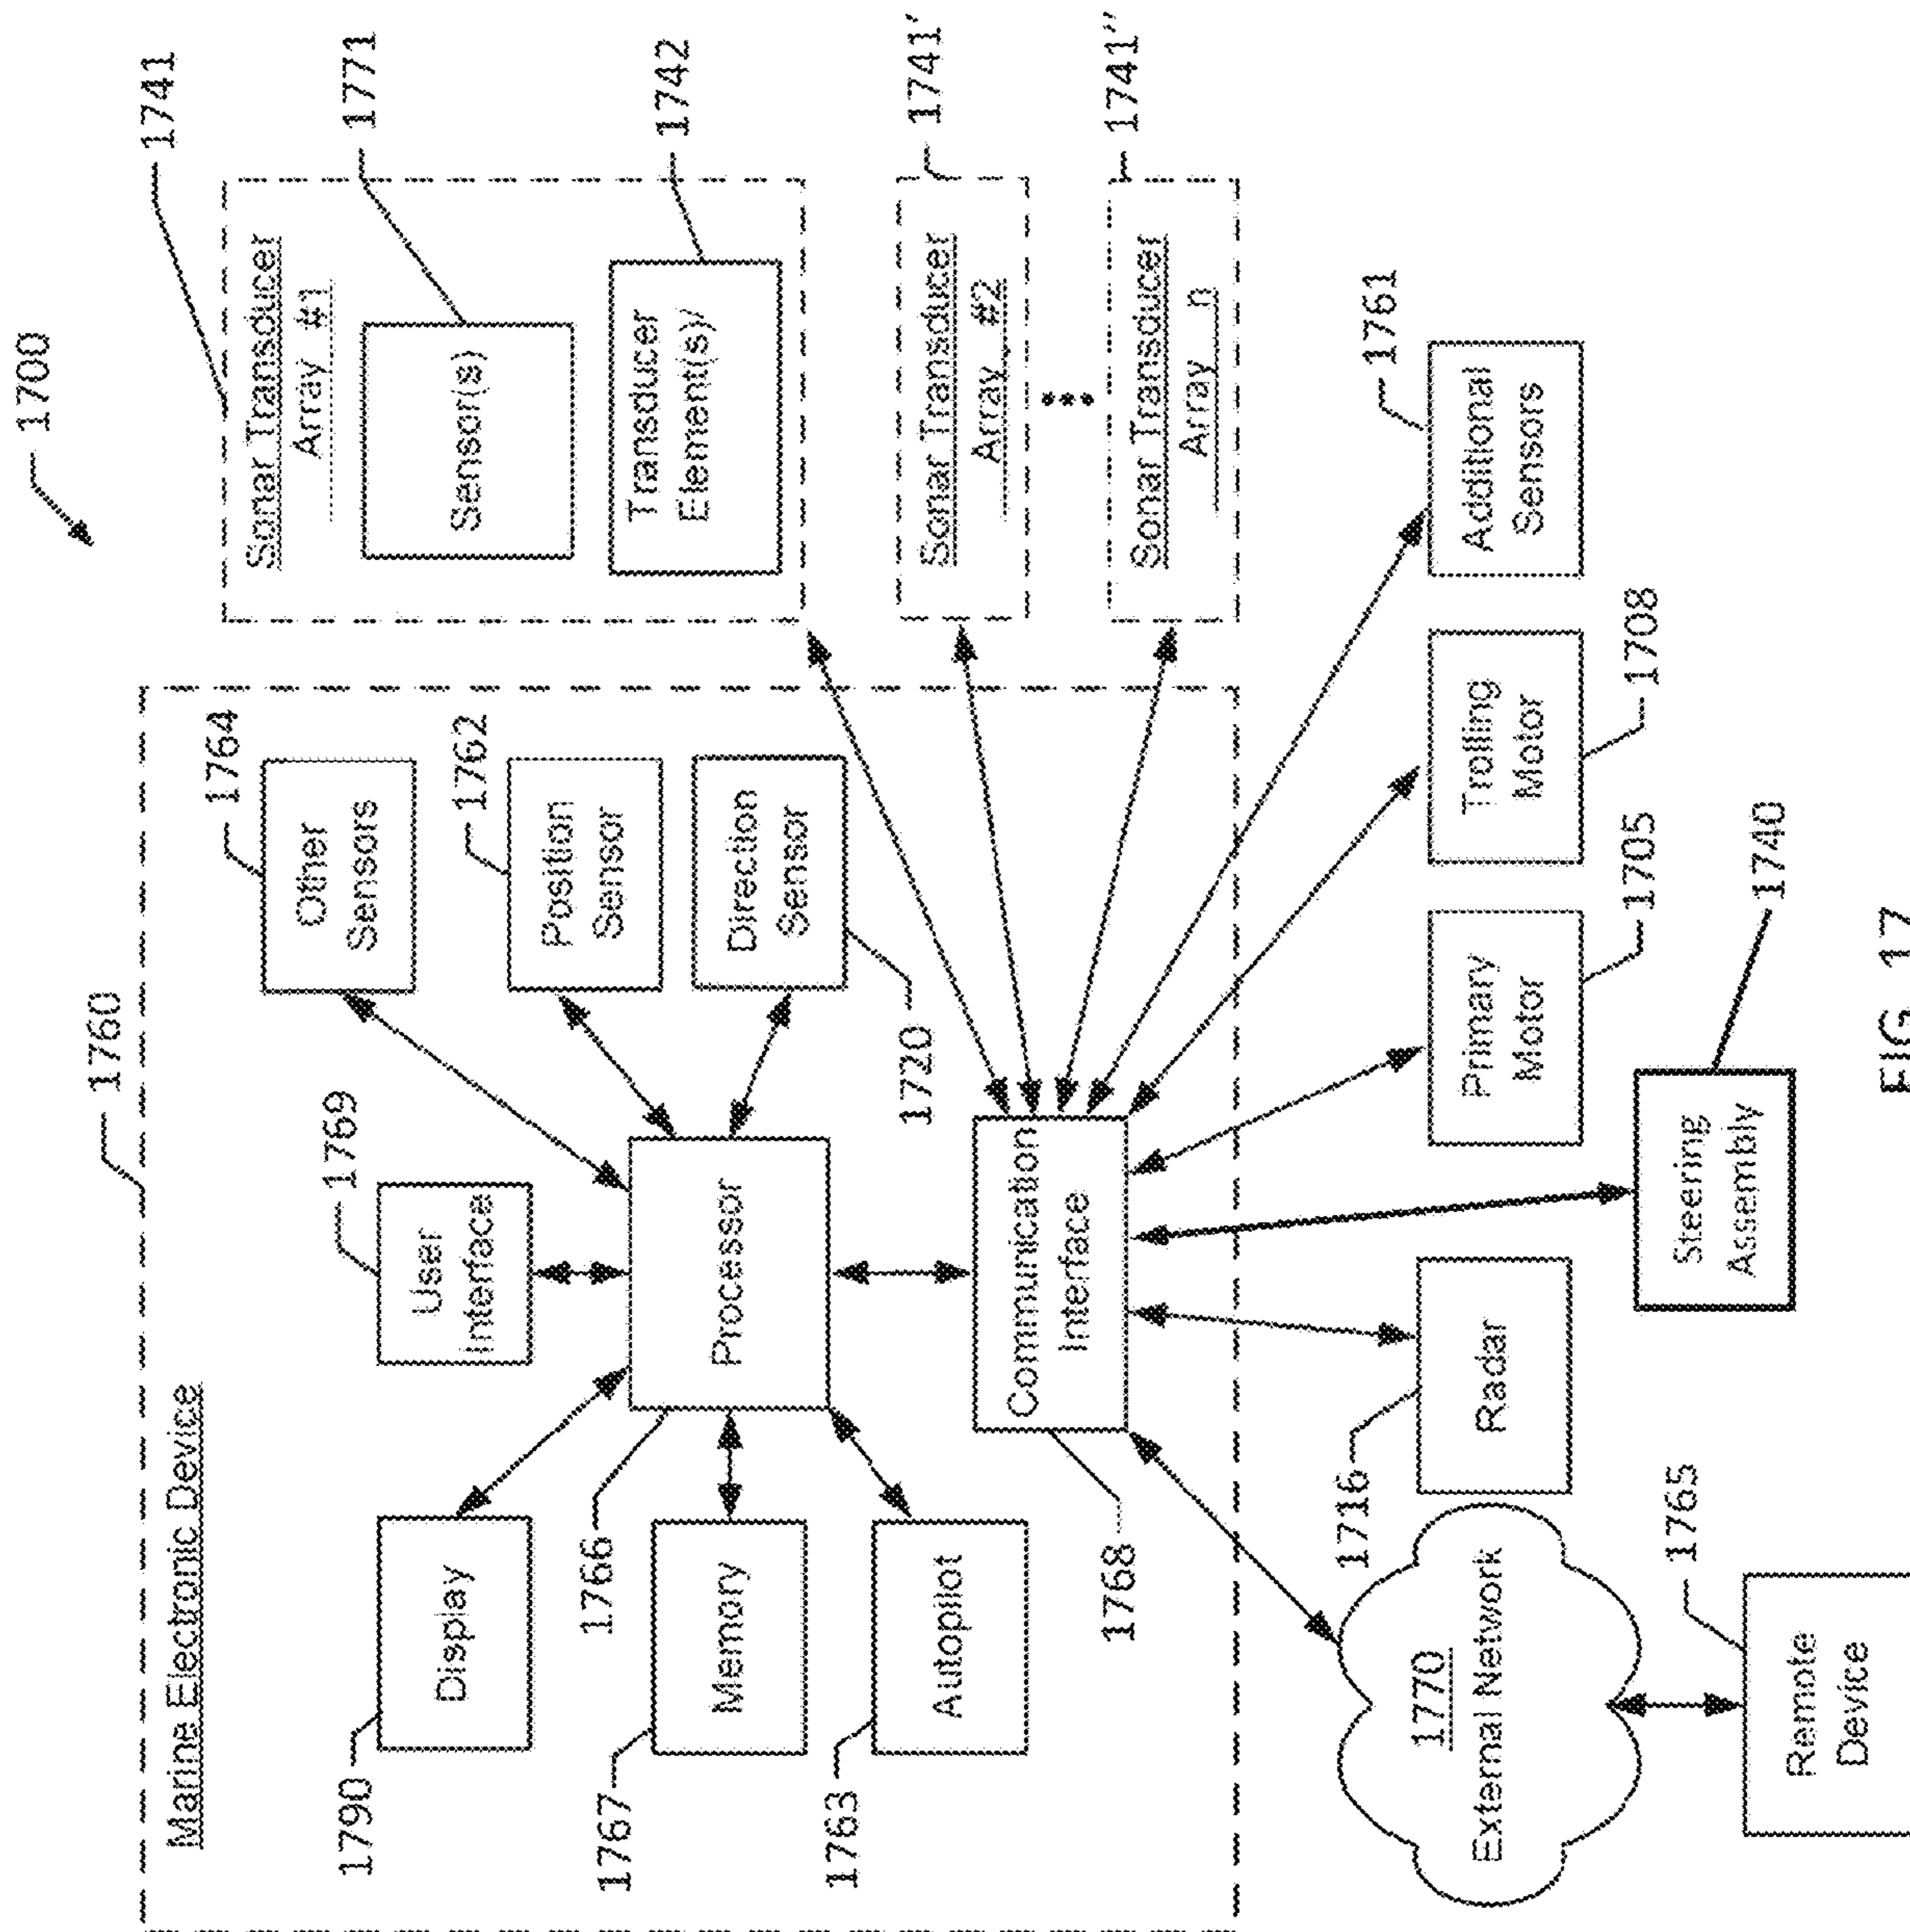 1700
1760
Marine Electronic Device
1790
Display
1769
User
Interface
1764
Other
Sensors
1741
Sonar Transducer
Array #1
Sensor(s)
1771
Transducer
Element(s)/
1742
1766
Processor
1762
Position
Sensor
1767
Memory
Direction
Sensor
1720
1763
Autopilot
1768
Communication
Interface
Sonar Transducer
Array #2
1741'
Sonar Transducer
Array n
1741''
1770
External Network
1716
Radar
Primary
Motor
1705
Trolling
Motor
1708
Additional
Sensors
1761
Steering
Assembly
1740
1765
Remote
Device
FIG. 17